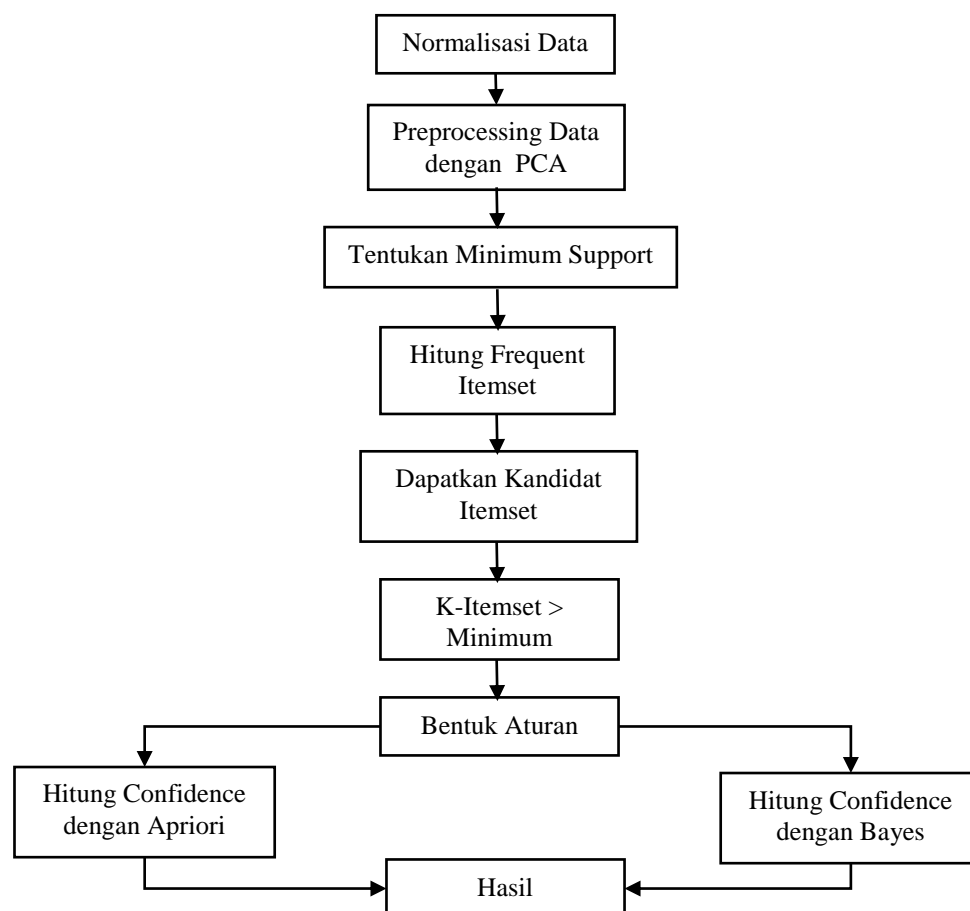 Normalisasi Data
Preprocessing Data
dengan PCA
Tentukan Minimum Support
Hitung Frequent
Itemset
Dapatkan Kandidat
Itemset
K-Itemset >
Minimum
Bentuk Aturan
Hitung Confidence
dengan Apriori
Hitung Confidence
dengan Bayes
Hasil